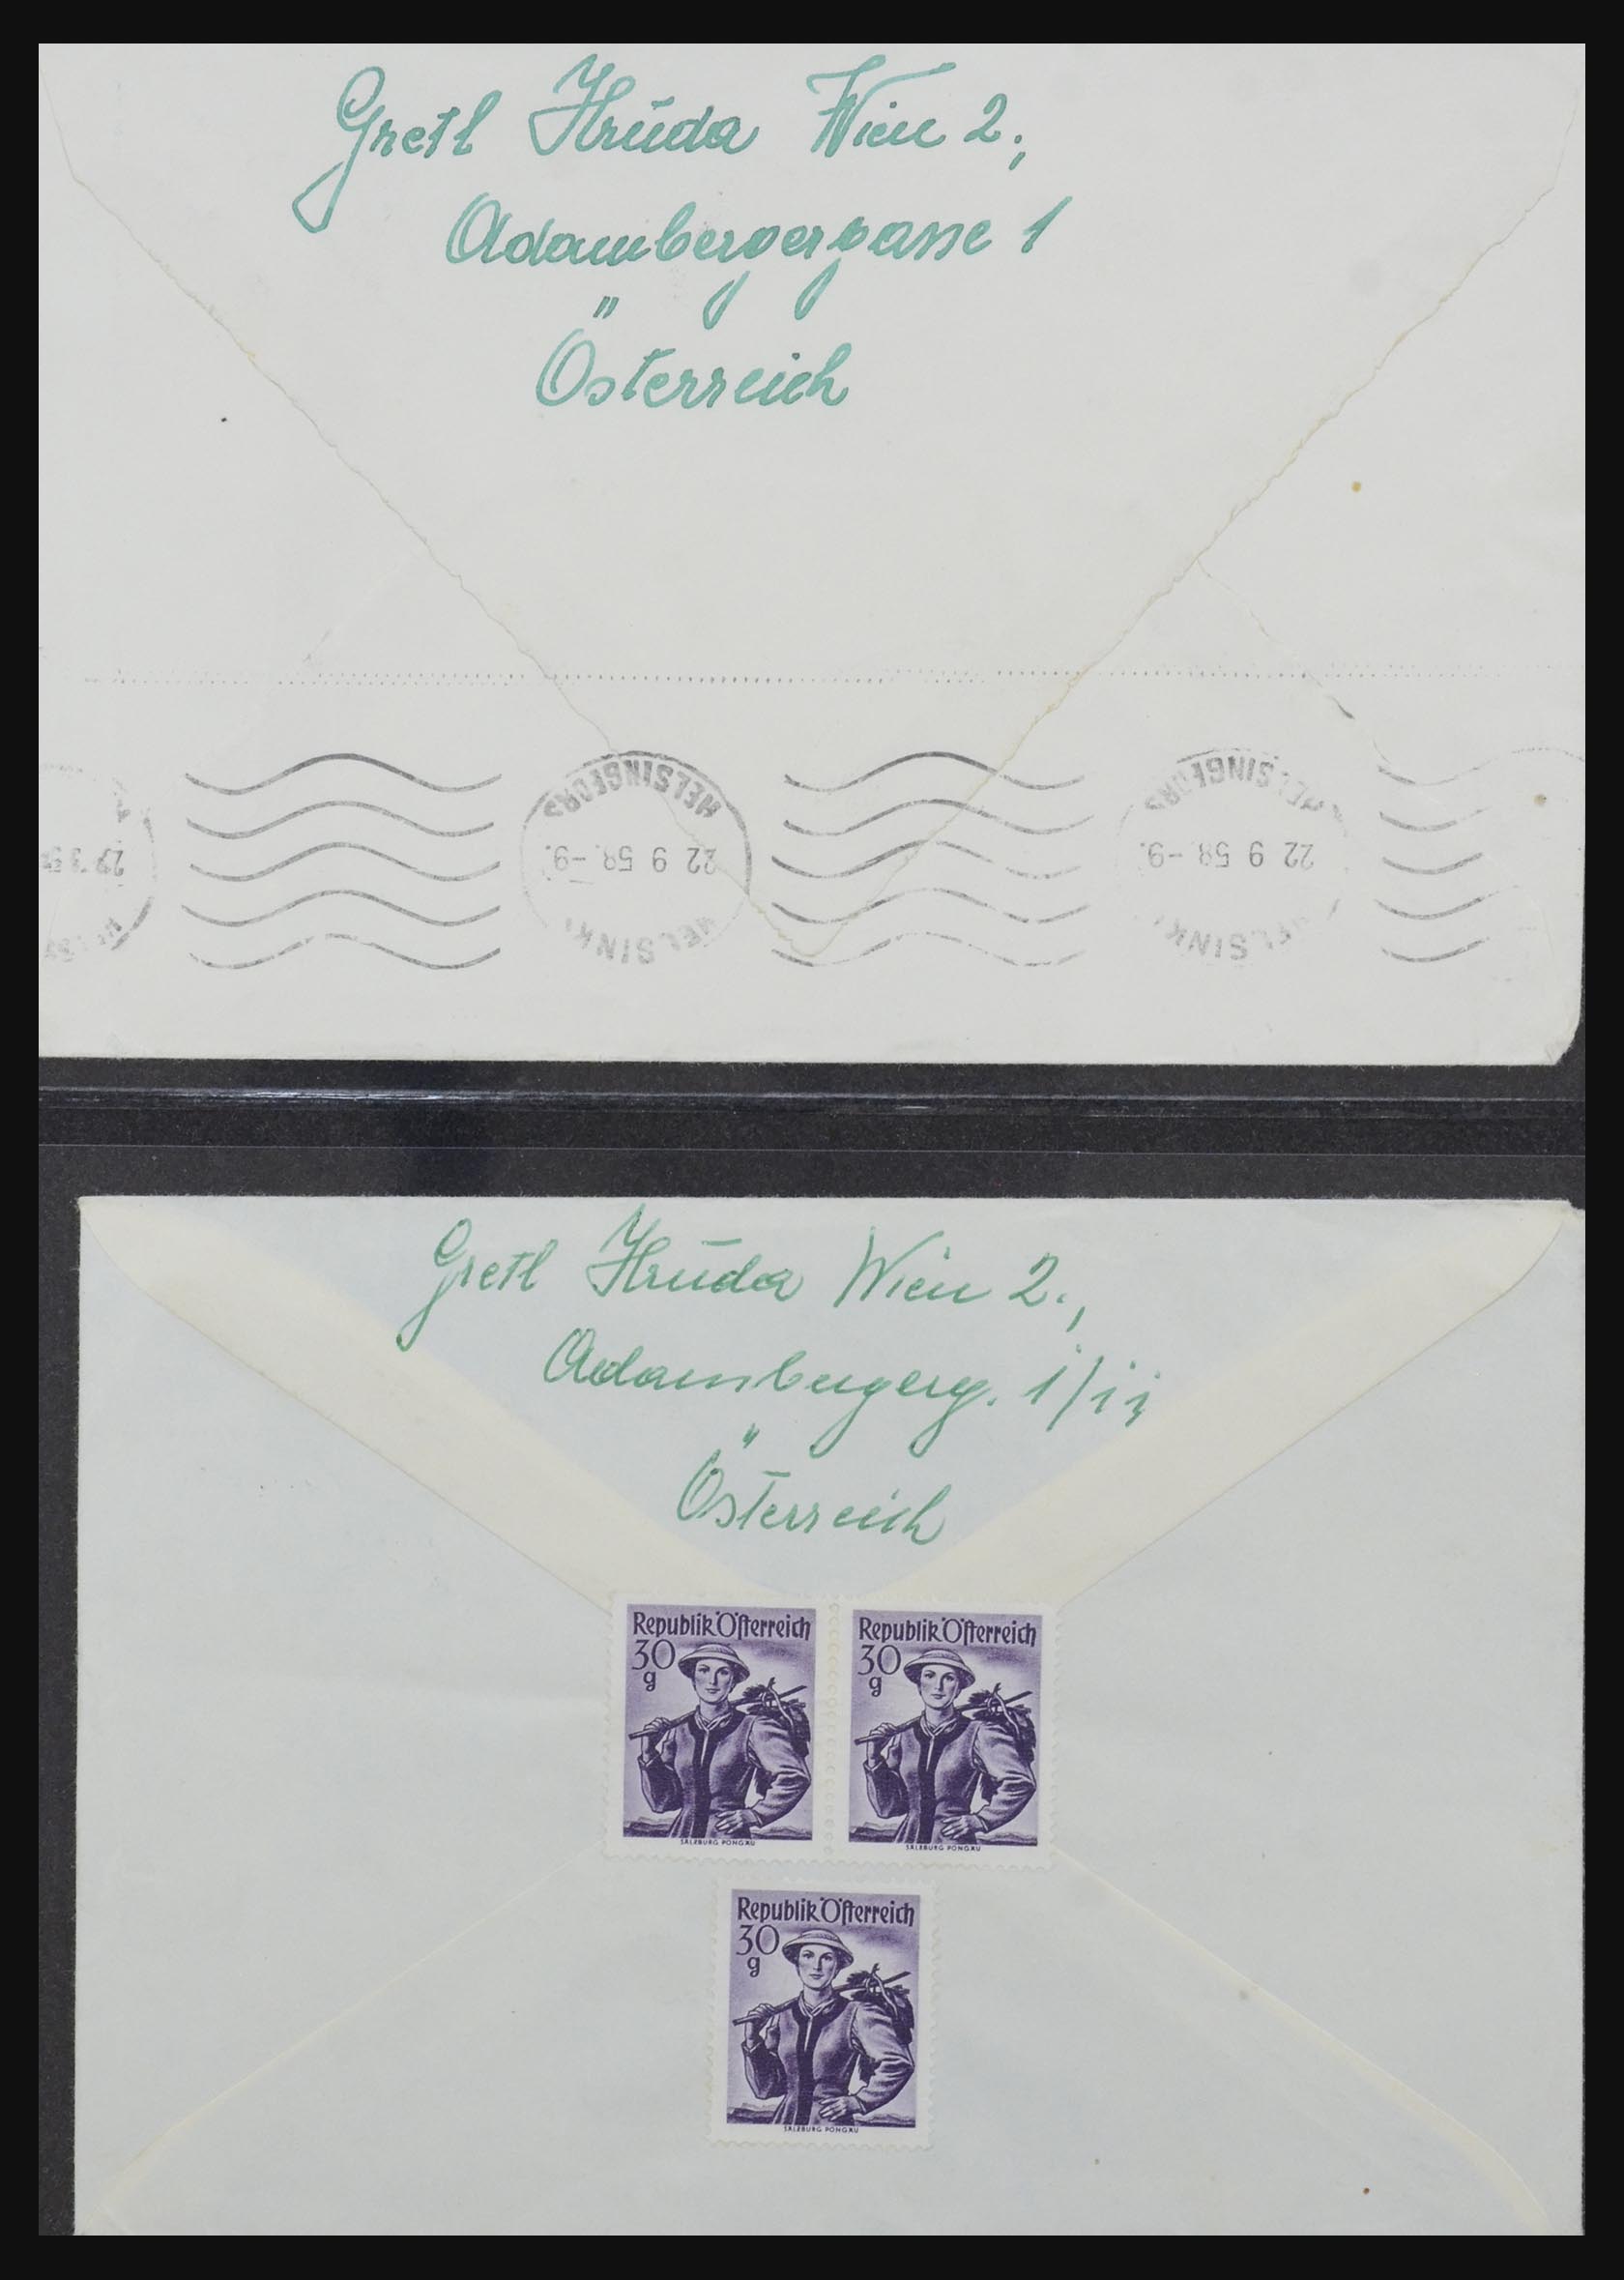 Gretl Hruda Wien 2.,
Adambergergasse 1
Österreich
HELSINGFORS
22 9 58.-9.
HELSINKI
HELSINGFORS
22 9 58.-9.
HELSINKI
Gretl Hruda Wien 2.,
Adambergerg. 1/11
Österreich
Republik Österreich
30
g
SALZBURG PONGAU
Republik Österreich
30
g
SALZBURG PONGAU
Republik Österreich
30
g
SALZBURG PONGAU